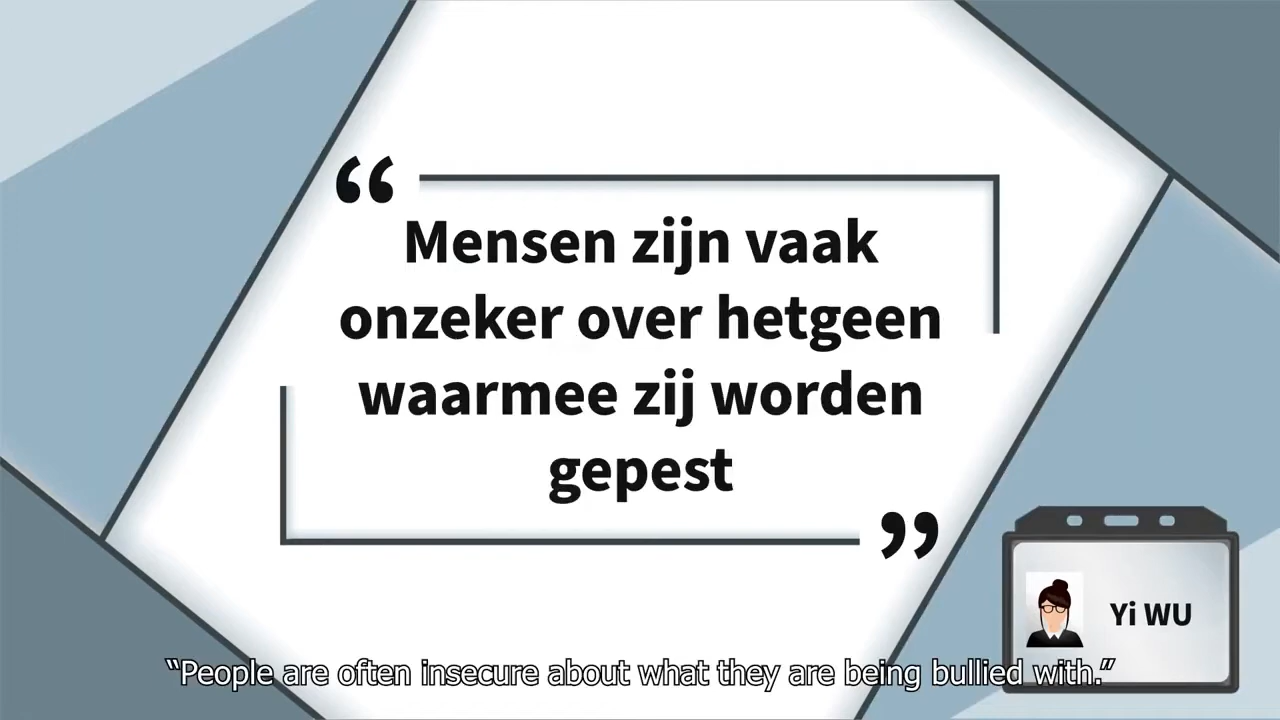 “
Mensen zijn vaak
onzeker over hetgeen
waarmee zij worden
gepest
”
Yi WU
“People are often insecure about what they are being bullied with.”